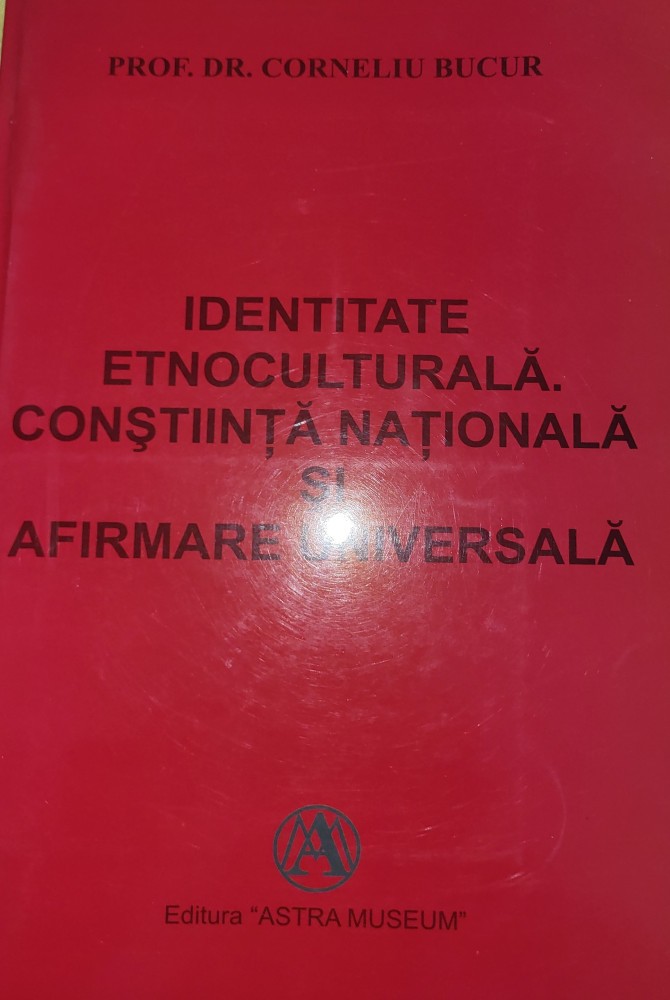 PROF. DR. CORNELIU BUCUR
IDENTITATE
ETNOCULTURALĂ.
CONŞTIINŢĂ NAŢIONALĂ
ŞI
AFIRMARE UNIVERSALĂ
Editura "ASTRA MUSEUM"